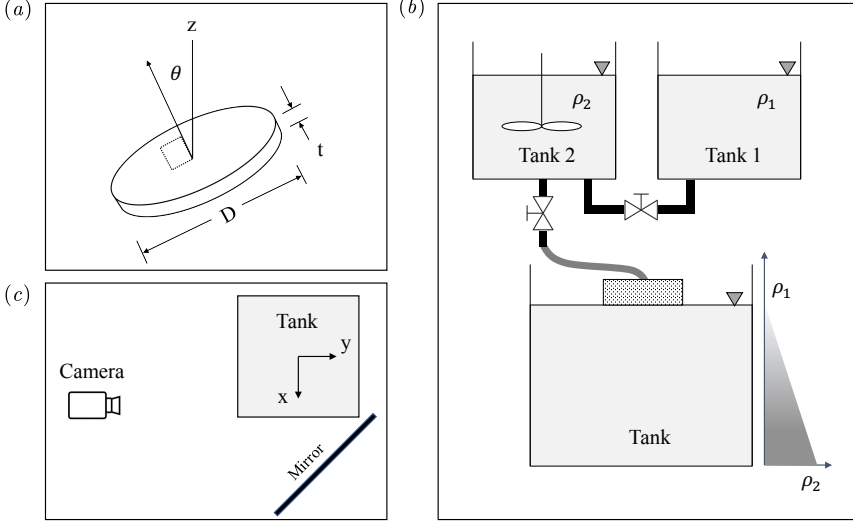 (a)
z
θ
t
D
(b)
ρ₂
ρ₁
Tank 2
Tank 1
ρ₁
Tank
ρ₂
(c)
Tank
y
x
Camera
Mirror